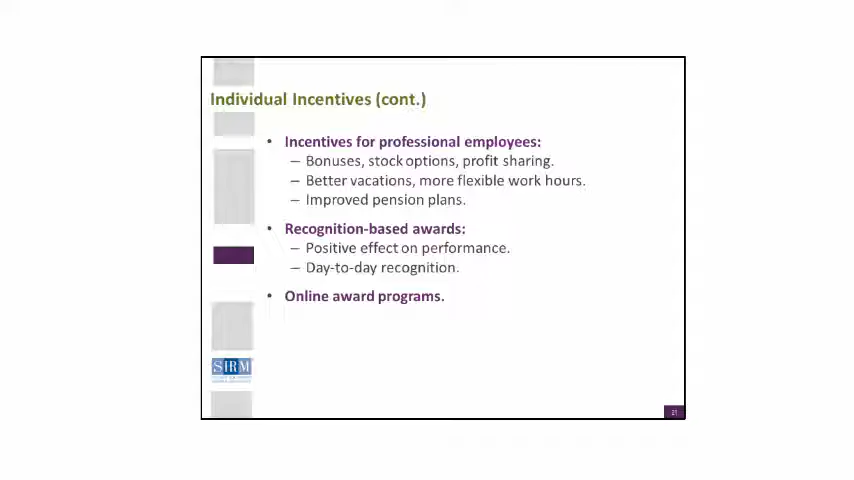 Individual Incentives (cont.)
• Incentives for professional employees:
– Bonuses, stock options, profit sharing.
– Better vacations, more flexible work hours.
– Improved pension plans.
• Recognition-based awards:
– Positive effect on performance.
– Day-to-day recognition.
• Online award programs.